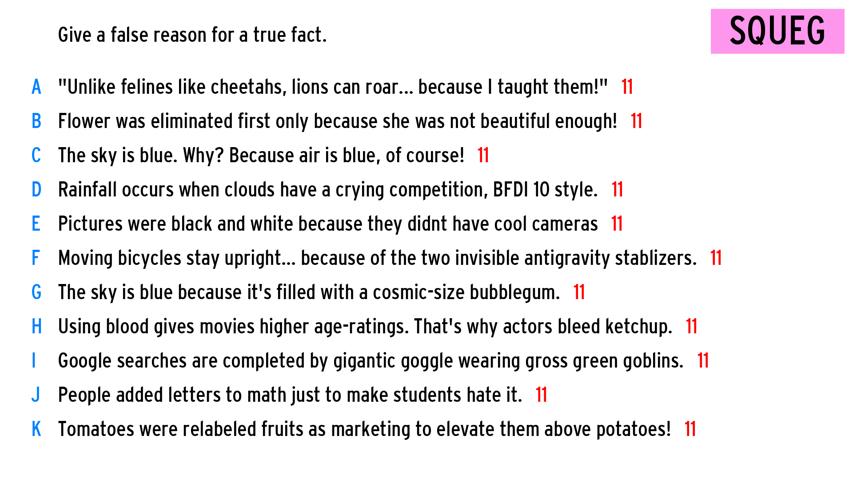 Give a false reason for a true fact.
SQUEG
A "Unlike felines like cheetahs, lions can roar... because I taught them!" 11
B Flower was eliminated first only because she was not beautiful enough! 11
C The sky is blue. Why? Because air is blue, of course! 11
D Rainfall occurs when clouds have a crying competition, BFDI 10 style. 11
E Pictures were black and white because they didnt have cool cameras 11
F Moving bicycles stay upright... because of the two invisible antigravity stablizers. 11
G The sky is blue because it's filled with a cosmic-size bubblegum. 11
H Using blood gives movies higher age-ratings. That's why actors bleed ketchup. 11
I Google searches are completed by gigantic goggle wearing gross green goblins. 11
J People added letters to math just to make students hate it. 11
K Tomatoes were relabeled fruits as marketing to elevate them above potatoes! 11